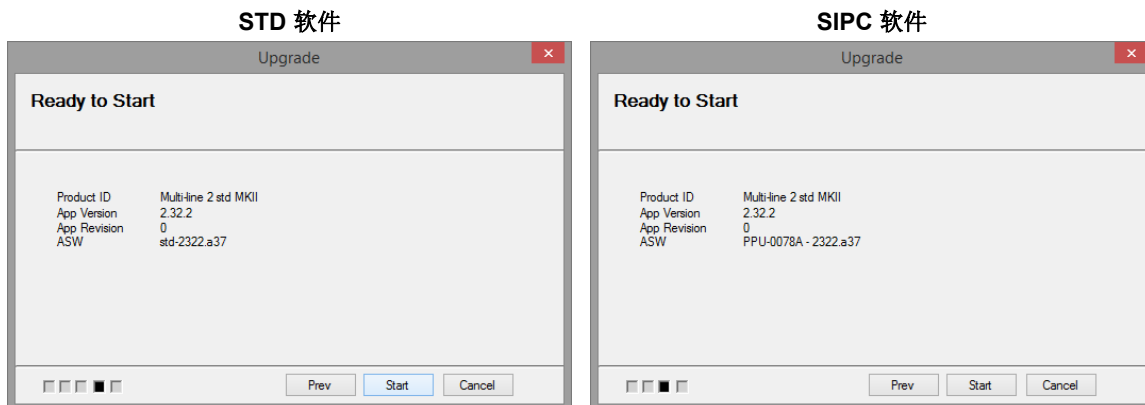 STD 软件
Upgrade
Ready to Start
Product ID Multi-line 2 std MKII
App Version 2.32.2
App Revision 0
ASW std-2322.a37
Prev Start Cancel
SIPC 软件
Upgrade
Ready to Start
Product ID Multi-line 2 std MKII
App Version 2.32.2
App Revision 0
ASW PPU-0078A - 2322.a37
Prev Start Cancel